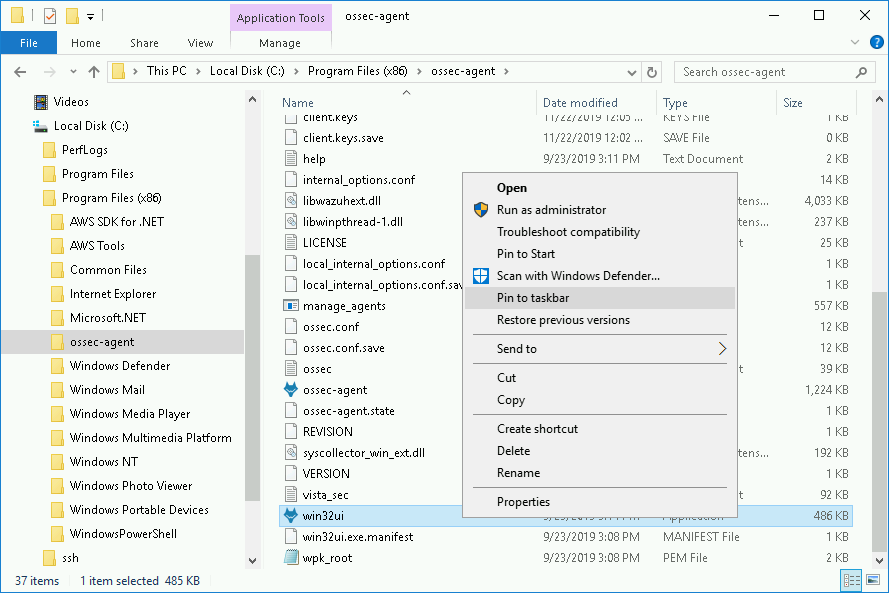 Application Tools ossec-agent
File Home Share View Manage
This PC Local Disk (C:) Program Files (x86) ossec-agent Search ossec-agent
Name Date modified Type Size
Videos
Local Disk (C:)
PerfLogs
Program Files
Program Files (x86)
AWS SDK for .NET
AWS Tools
Common Files
Internet Explorer
Microsoft.NET
ossec-agent
Windows Defender
Windows Mail
Windows Media Player
Windows Multimedia Platform
Windows NT
Windows Photo Viewer
Windows Portable Devices
WindowsPowerShell
ssh
client.keys 11/22/2019 12:05 ... KEYS File 1 KB
client.keys.save 11/22/2019 12:02 ... SAVE File 0 KB
help 9/23/2019 3:11 PM Text Document 2 KB
internal_options.conf 14 KB
libwazuhext.dll tens... 4,033 KB
libwinpthread-1.dll tens... 237 KB
LICENSE t 25 KB
local_internal_options.conf 1 KB
local_internal_options.conf.sav 1 KB
manage_agents 557 KB
ossec.conf 12 KB
ossec.conf.save 12 KB
ossec t 39 KB
ossec-agent 1,224 KB
ossec-agent.state 1 KB
REVISION 1 KB
syscollector_win_ext.dll tens... 192 KB
VERSION 1 KB
vista_sec t 92 KB
win32ui 9/23/2019 3:11 PM Application 486 KB
win32ui.exe.manifest 9/23/2019 3:08 PM MANIFEST File 1 KB
wpk_root 9/23/2019 3:08 PM PEM File 2 KB
Open
Run as administrator
Troubleshoot compatibility
Pin to Start
Scan with Windows Defender...
Pin to taskbar
Restore previous versions
Send to
Cut
Copy
Create shortcut
Delete
Rename
Properties
37 items 1 item selected 485 KB